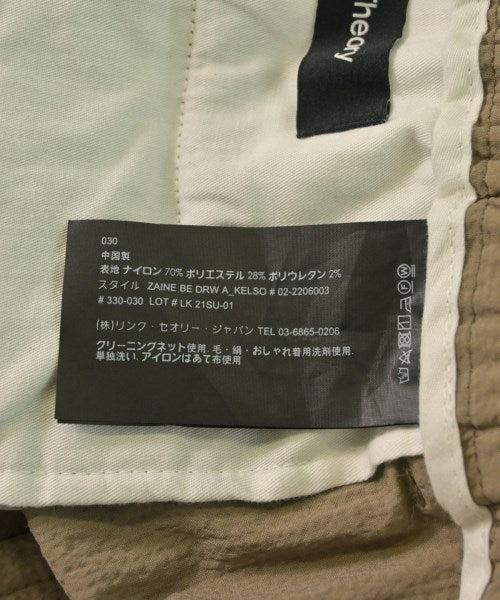 Theory
030
中国製
表地 ナイロン 70% ポリエステル 28% ポリウレタン 2%
スタイル ZAINE BE DRW A_KELSO # 02-2206003
# 330-030 LOT # LK 21SU-01
(株)リンク・セオリー・ジャパン TEL 03-6865-0206
クリーニングネット使用. 毛・絹・おしゃれ着用洗剤使用.
単独洗い. アイロンはあて布使用